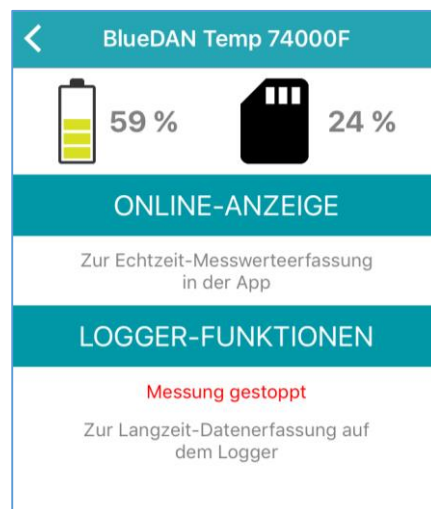 BlueDAN Temp 74000F
59 %
24 %
ONLINE-ANZEIGE
Zur Echtzeit-Messwerteerfassung
in der App
LOGGER-FUNKTIONEN
Messung gestoppt
Zur Langzeit-Datenerfassung auf
dem Logger